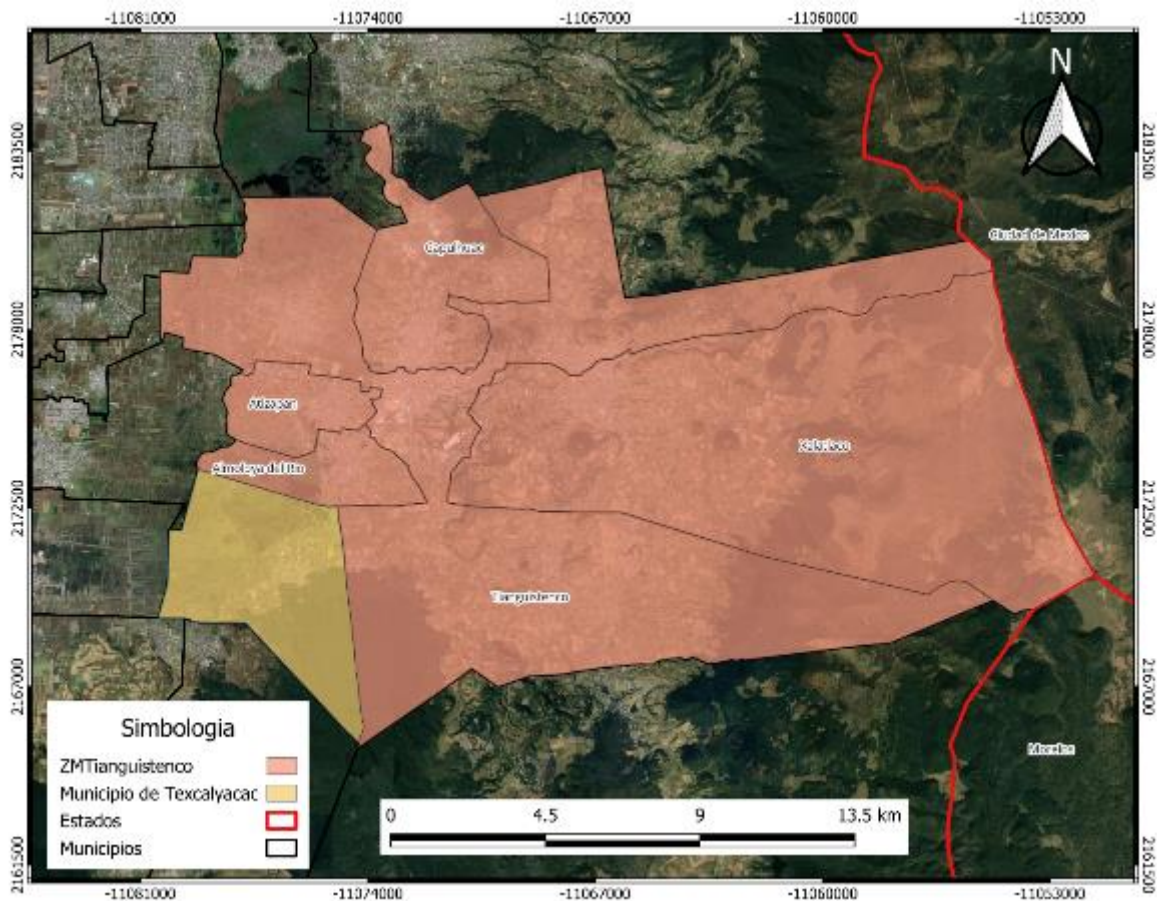 -11081000 -11074000 -11067000 -11060000 -11053000
N
2183500 2183500
Ciudad de Mexico
Capulhuac
2178000 2178000
Atizapan
Xalatlaco
Almoloya del Rio
2172500 2172500
Tianguistenco
2167000 2167000
Morelos
Simbologia
ZMTianguistenco
Municipio de Texcalyacac
Estados
Municipios
0 4.5 9 13.5 km
2161500 2161500
-11081000 -11074000 -11067000 -11060000 -11053000